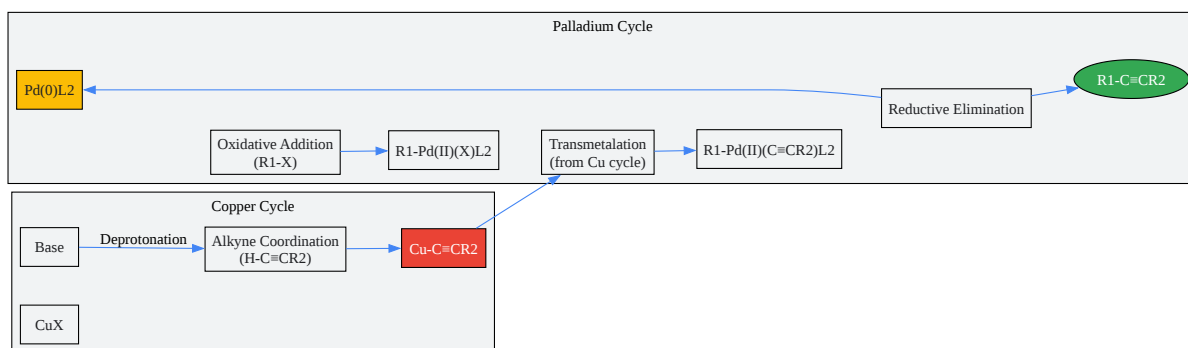 Palladium Cycle
Pd(0)L2
R1-C≡CR2
Reductive Elimination
Oxidative Addition
(R1-X)
R1-Pd(II)(X)L2
Transmetalation
(from Cu cycle)
R1-Pd(II)(C≡CR2)L2
Copper Cycle
Base
Deprotonation
Alkyne Coordination
(H-C≡CR2)
Cu-C≡CR2
CuX